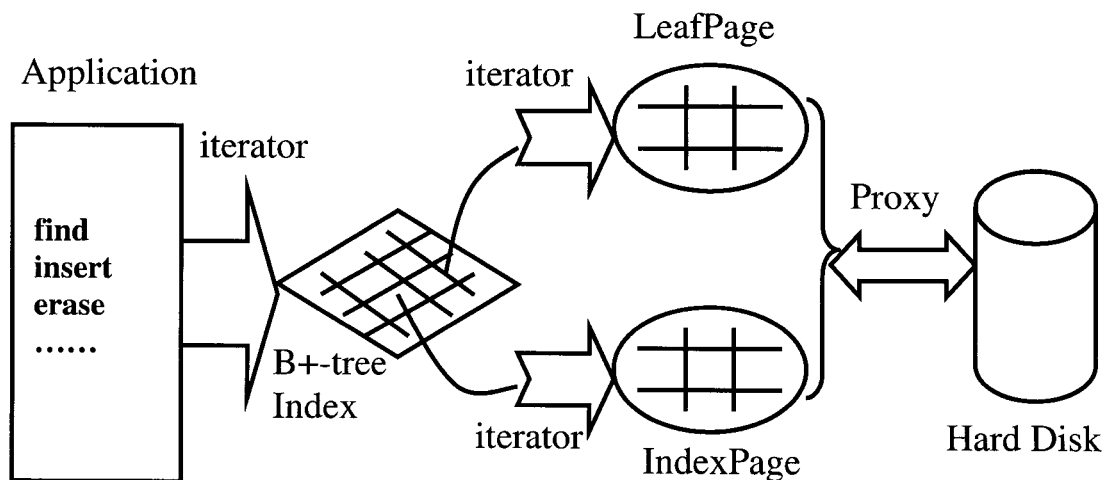 LeafPage
Application
iterator
iterator
find
insert
erase
......
Proxy
B+-tree
Index
iterator
IndexPage
Hard Disk